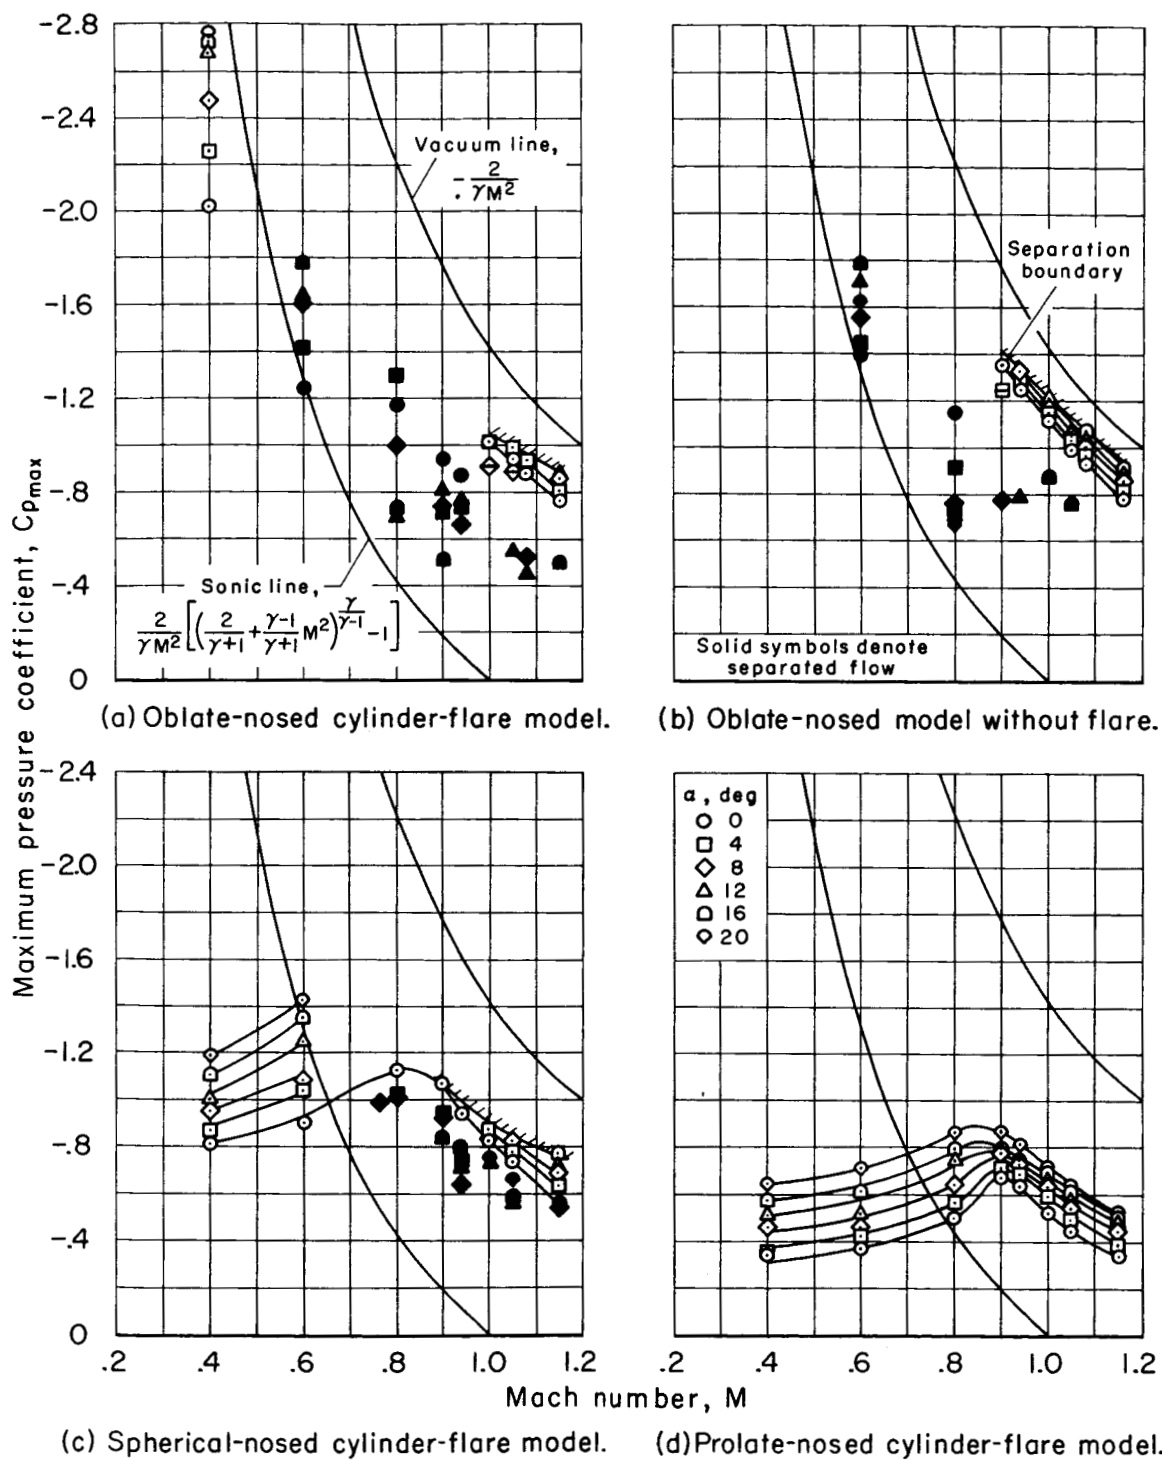 Maximum pressure coefficient, Cpmax
-2.8
-2.4
-2.0
-1.6
-1.2
-.8
-.4
0
Vacuum line,
- 2/γM²
Sonic line,
2/γM² [(2/γ+1 + γ-1/γ+1 M²)^γ/γ-1 -1]
(a) Oblate-nosed cylinder-flare model.
Separation
boundary
Solid symbols denote
separated flow
(b) Oblate-nosed model without flare.
-2.4
-2.0
-1.6
-1.2
-.8
-.4
0
.2 .4 .6 .8 1.0 1.2
(c) Spherical-nosed cylinder-flare model.
α, deg
0
4
8
12
16
20
.2 .4 .6 .8 1.0 1.2
Mach number, M
(d) Prolate-nosed cylinder-flare model.